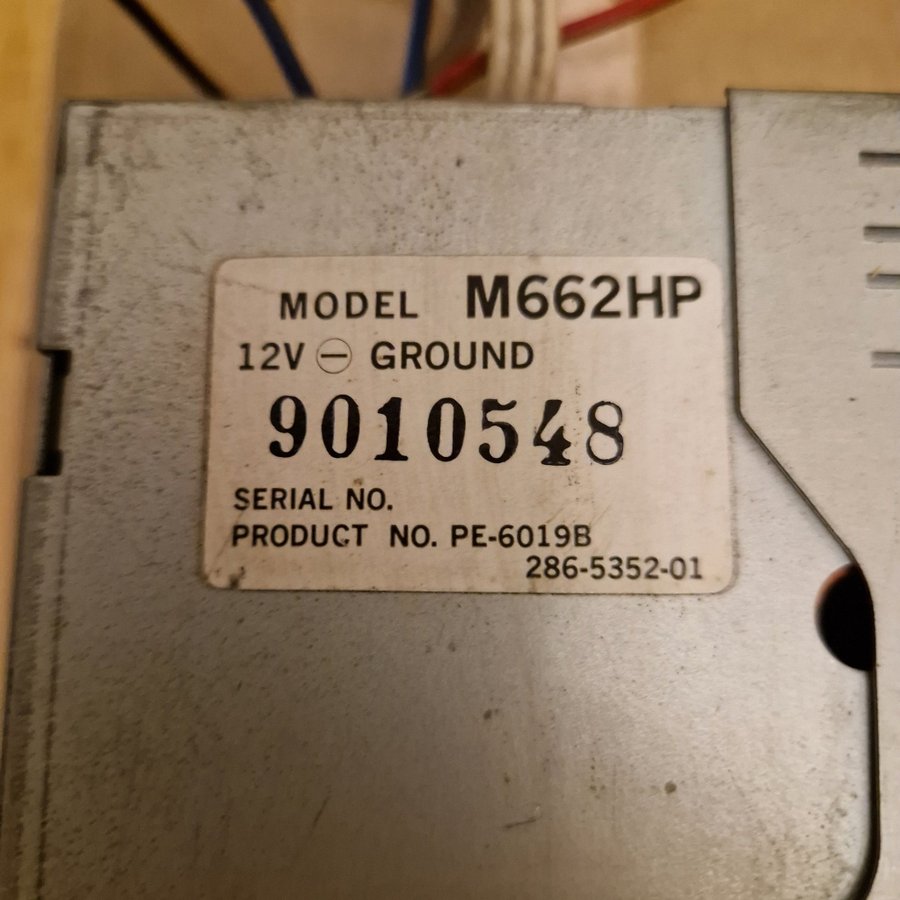 MODEL M662HP
12V ⊖ GROUND
9010548
SERIAL NO.
PRODUCT NO. PE-6019B
286-5352-01